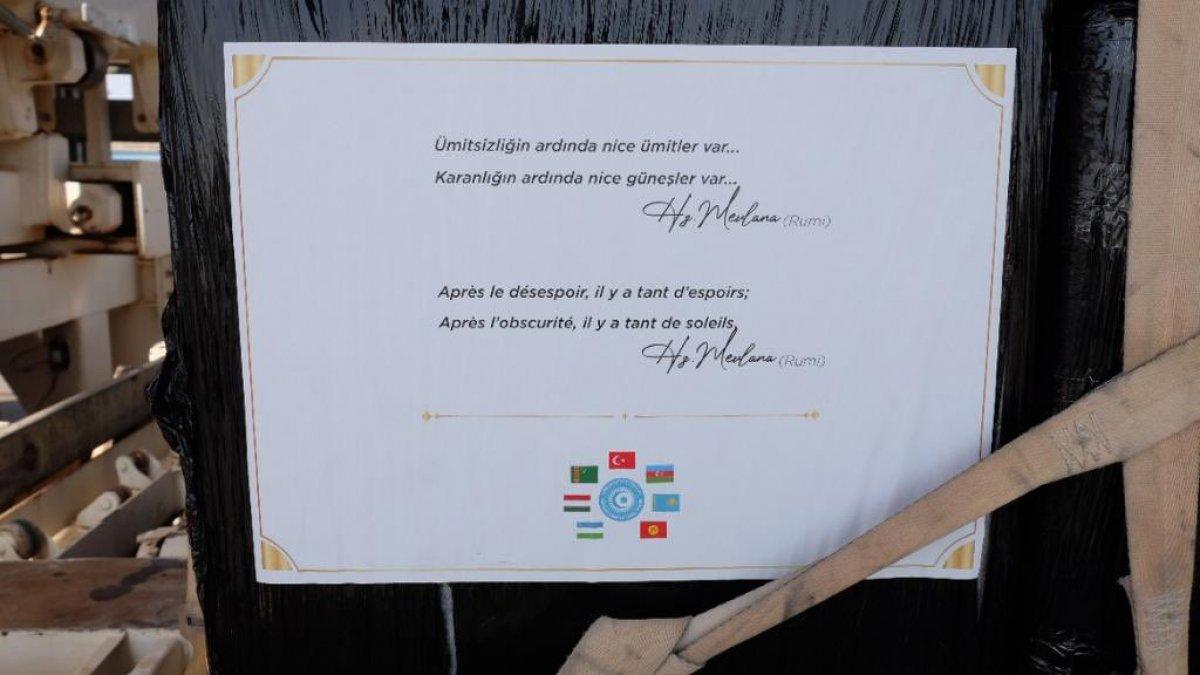 Ümitsizliğin ardında nice ümitler var...
Karanlığın ardında nice güneşler var...
Hz. Mevlana (Rumi)
Après le désespoir, il y a tant d'espoirs;
Après l'obscurité, il y a tant de soleils,
Hz. Mevlana (Rumi)